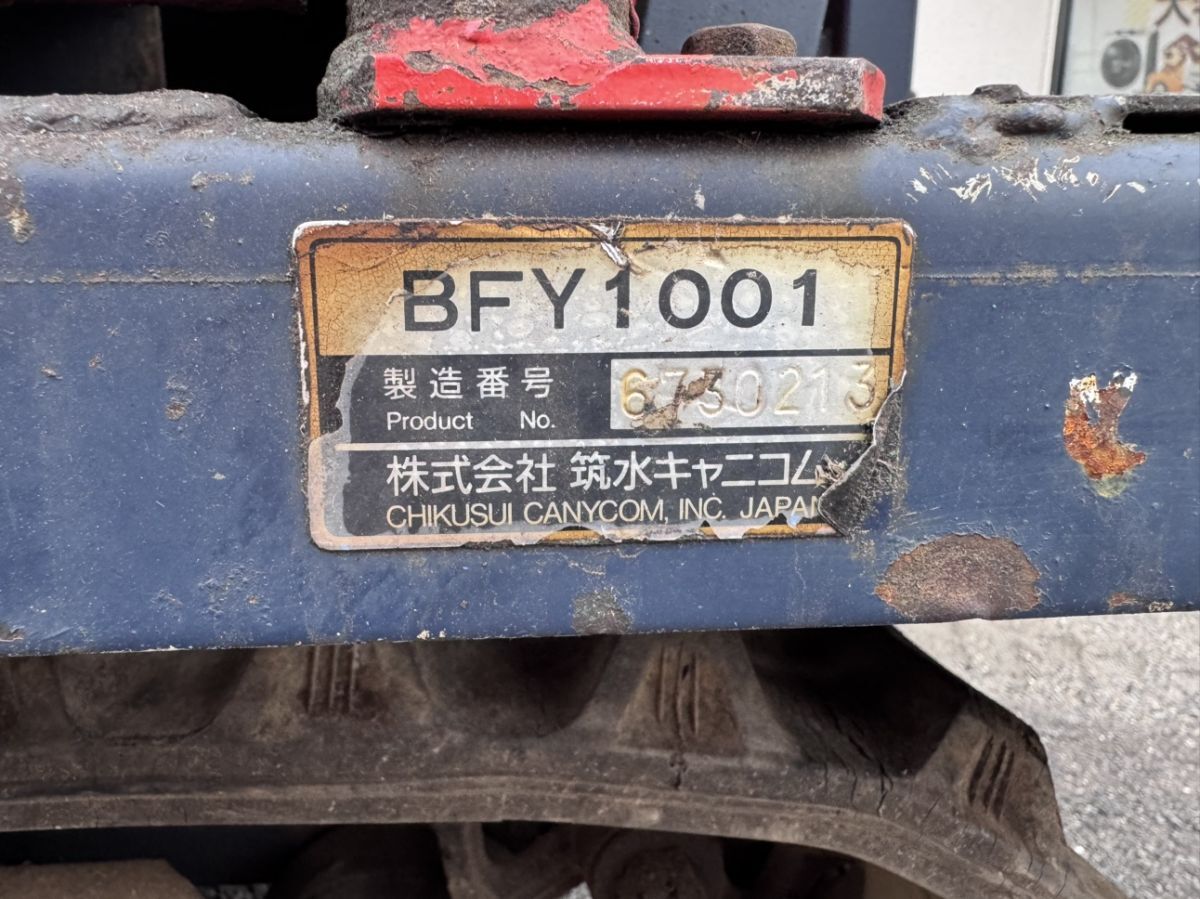 BFY1001
製造番号 6730213
Product No.
株式会社 筑水キャニコム
CHIKUSUI CANYCOM, INC. JAPAN